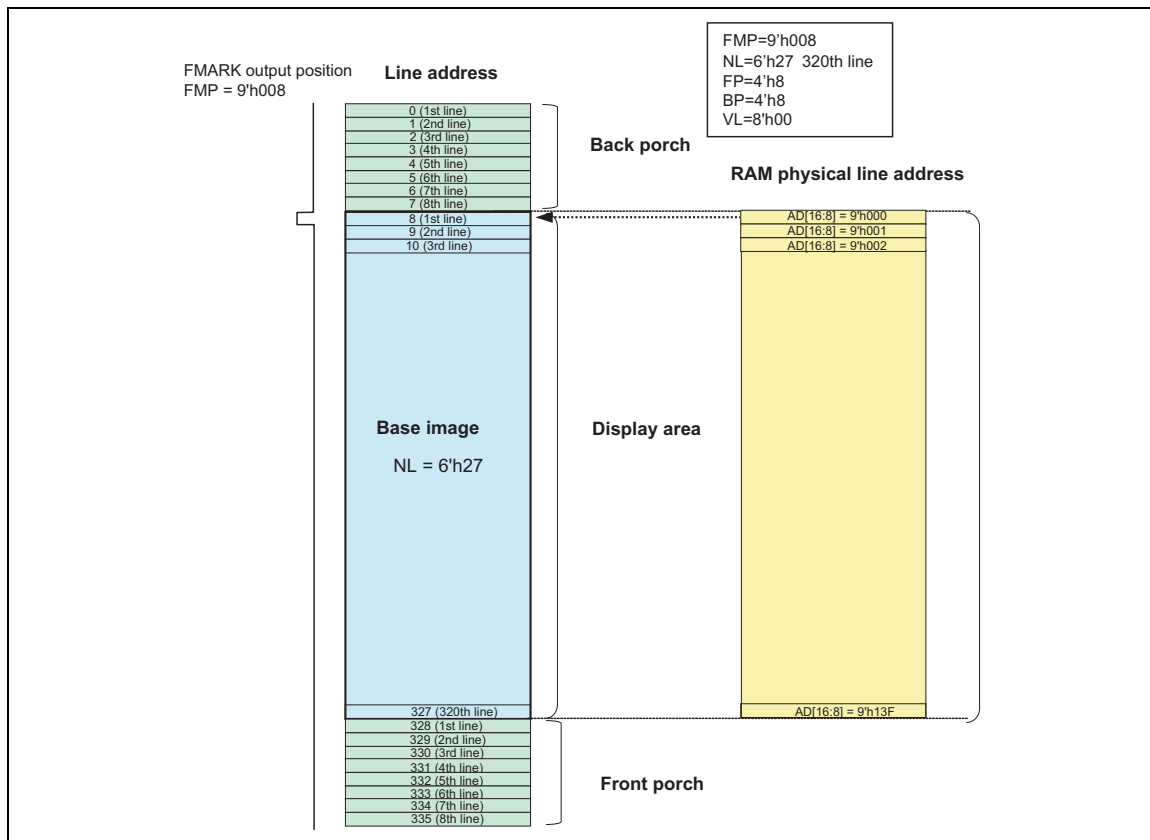 FMP=9'h008
NL=6'h27 320th line
FP=4'h8
BP=4'h8
VL=8'h00
FMARK output position
FMP = 9'h008
Line address
0 (1st line)
1 (2nd line)
2 (3rd line)
3 (4th line)
4 (5th line)
5 (6th line)
6 (7th line)
7 (8th line)
Back porch
RAM physical line address
8 (1st line)
9 (2nd line)
10 (3rd line)
AD[16:8] = 9'h000
AD[16:8] = 9'h001
AD[16:8] = 9'h002
Base image
NL = 6'h27
Display area
327 (320th line)
AD[16:8] = 9'h13F
328 (1st line)
329 (2nd line)
330 (3rd line)
331 (4th line)
332 (5th line)
333 (6th line)
334 (7th line)
335 (8th line)
Front porch